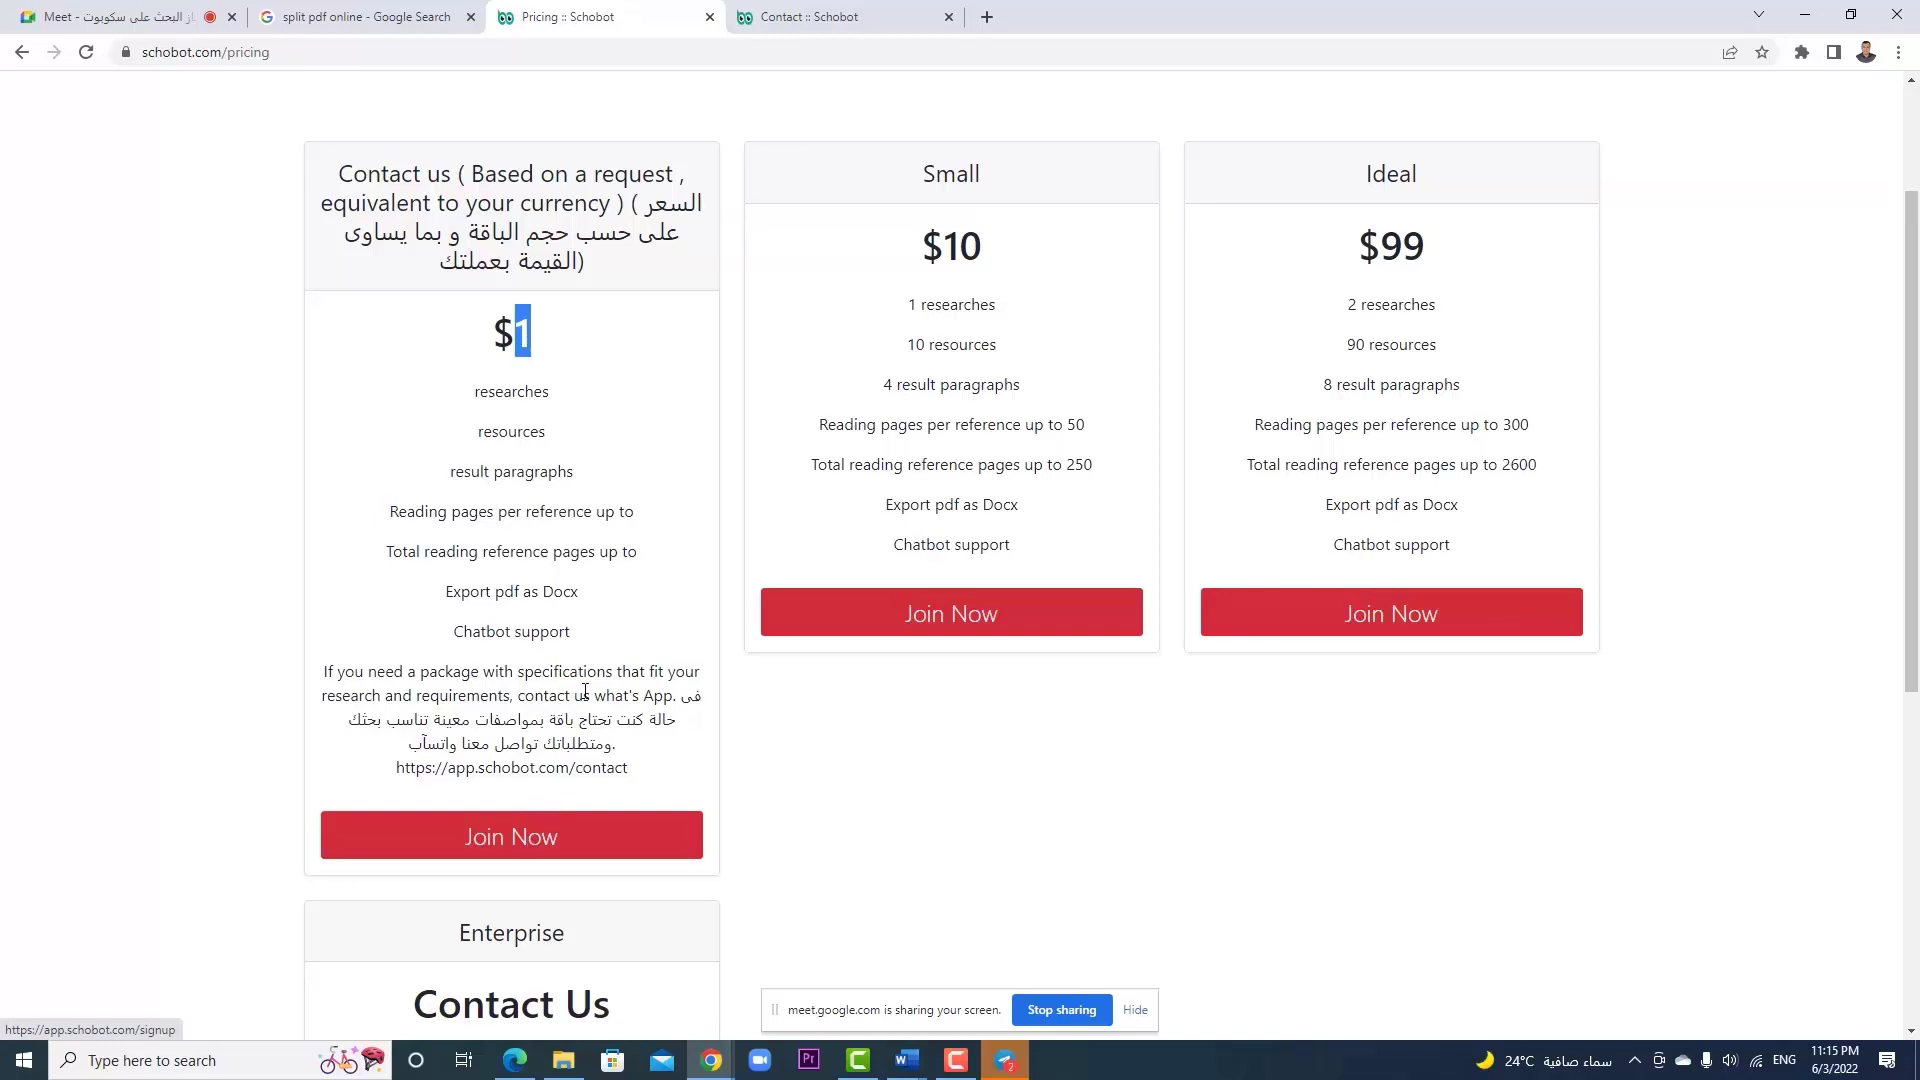 Meet - از البحث على سكوبوت
split pdf online - Google Search
Pricing :: Schobot
Contact :: Schobot
schobot.com/pricing
Contact us ( Based on a request ,
equivalent to your currency ) ( السعر
على حسب حجم الباقة و بما يساوى
القيمة بعملتك)
$1
researches
resources
result paragraphs
Reading pages per reference up to
Total reading reference pages up to
Export pdf as Docx
Chatbot support
If you need a package with specifications that fit your
research and requirements, contact us what's App. فى
حالة كنت تحتاج باقة بمواصفات معينة تناسب بحثك
ومتطلباتك تواصل معنا واتسآب.
https://app.schobot.com/contact
Join Now
Small
$10
1 researches
10 resources
4 result paragraphs
Reading pages per reference up to 50
Total reading reference pages up to 250
Export pdf as Docx
Chatbot support
Join Now
Ideal
$99
2 researches
90 resources
8 result paragraphs
Reading pages per reference up to 300
Total reading reference pages up to 2600
Export pdf as Docx
Chatbot support
Join Now
Enterprise
Contact Us
meet.google.com is sharing your screen.
Stop sharing
Hide
https://app.schobot.com/signup
Type here to search
Pr
2
24°C سماء صافية
ENG
11:15 PM
6/3/2022